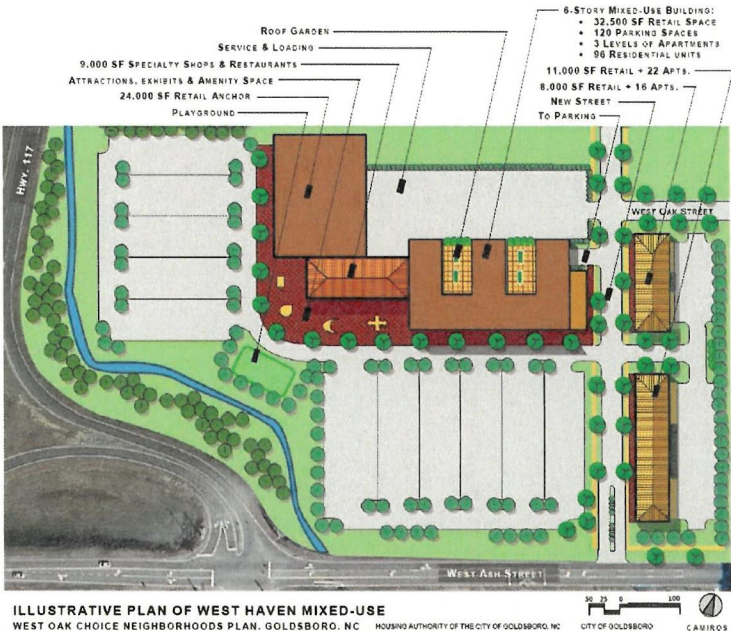 6-STORY MIXED-USE BUILDING:
• 32,500 SF RETAIL SPACE
• 120 PARKING SPACES
• 3 LEVELS OF APARTMENTS
• 96 RESIDENTIAL UNITS
ROOF GARDEN
SERVICE & LOADING
9,000 SF SPECIALTY SHOPS & RESTAURANTS
ATTRACTIONS, EXHIBITS & AMENITY SPACE
24,000 SF RETAIL ANCHOR
PLAYGROUND
11,000 SF RETAIL + 22 APTS.
8,000 SF RETAIL + 16 APTS.
NEW STREET
TO PARKING
HWY. 117
WEST OAK STREET
WEST ASH STREET
ILLUSTRATIVE PLAN OF WEST HAVEN MIXED-USE
WEST OAK CHOICE NEIGHBORHOODS PLAN, GOLDSBORO, NC
HOUSING AUTHORITY OF THE CITY OF GOLDSBORO, NC
CITY OF GOLDSBORO
50 25 0 100
CAMIROS